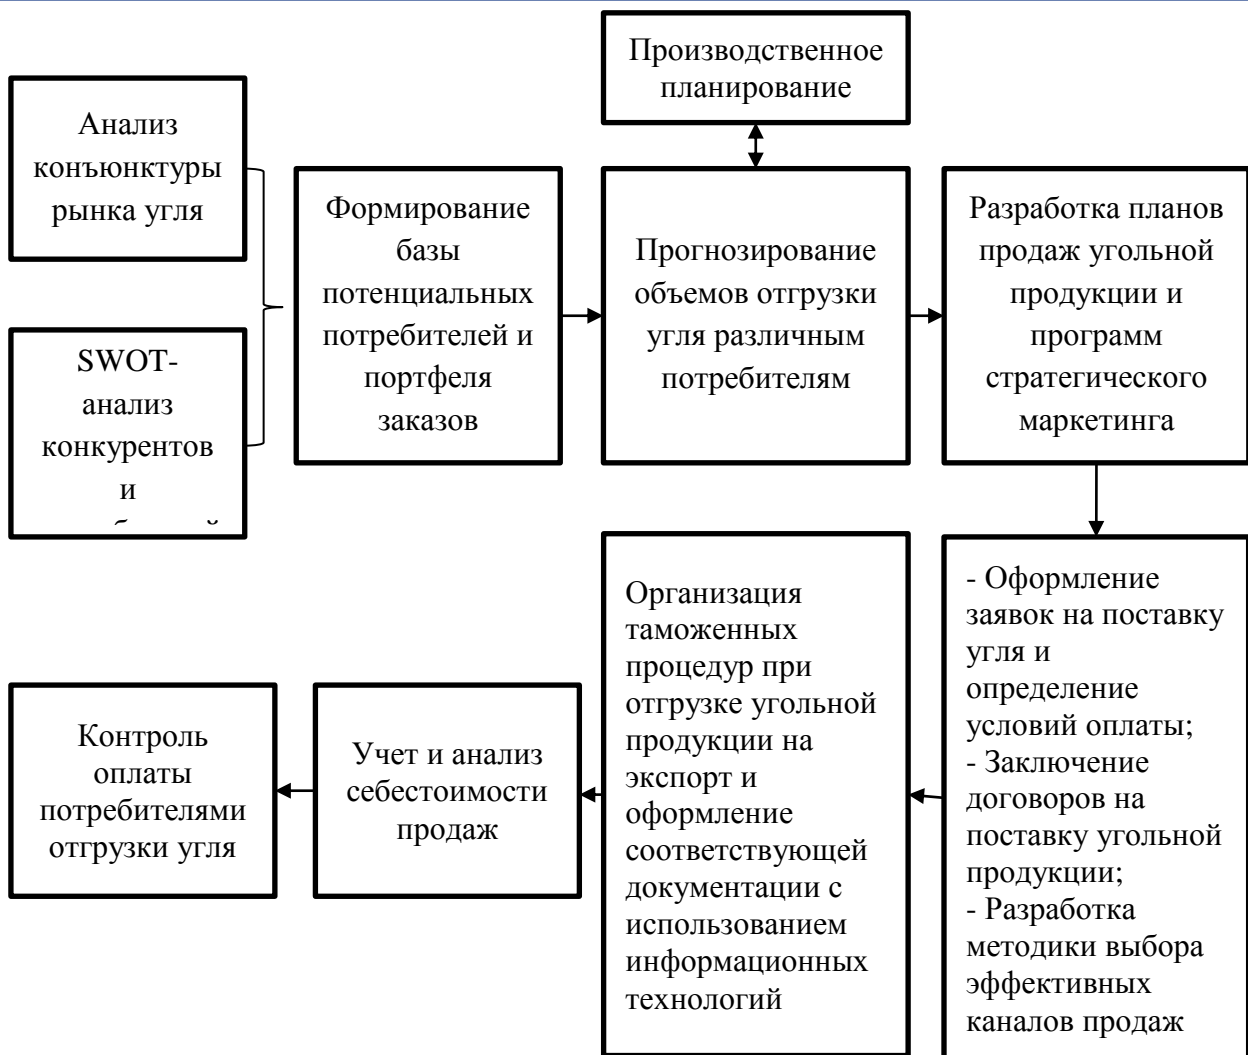 Производственное
планирование
Анализ
конъюнктуры
рынка угля
SWOT-
анализ
конкурентов
и
Формирование
базы
потенциальных
потребителей и
портфеля
заказов
Прогнозирование
объемов отгрузки
угля различным
потребителям
Разработка планов
продаж угольной
продукции и
программ
стратегического
маркетинга
- Оформление
заявок на поставку
угля и
определение
условий оплаты;
- Заключение
договоров на
поставку угольной
продукции;
- Разработка
методики выбора
эффективных
каналов продаж
Организация
таможенных
процедур при
отгрузке угольной
продукции на
экспорт и
оформление
соответствующей
документации с
использованием
информационных
технологий
Учет и анализ
себестоимости
продаж
Контроль
оплаты
потребителями
отгрузки угля